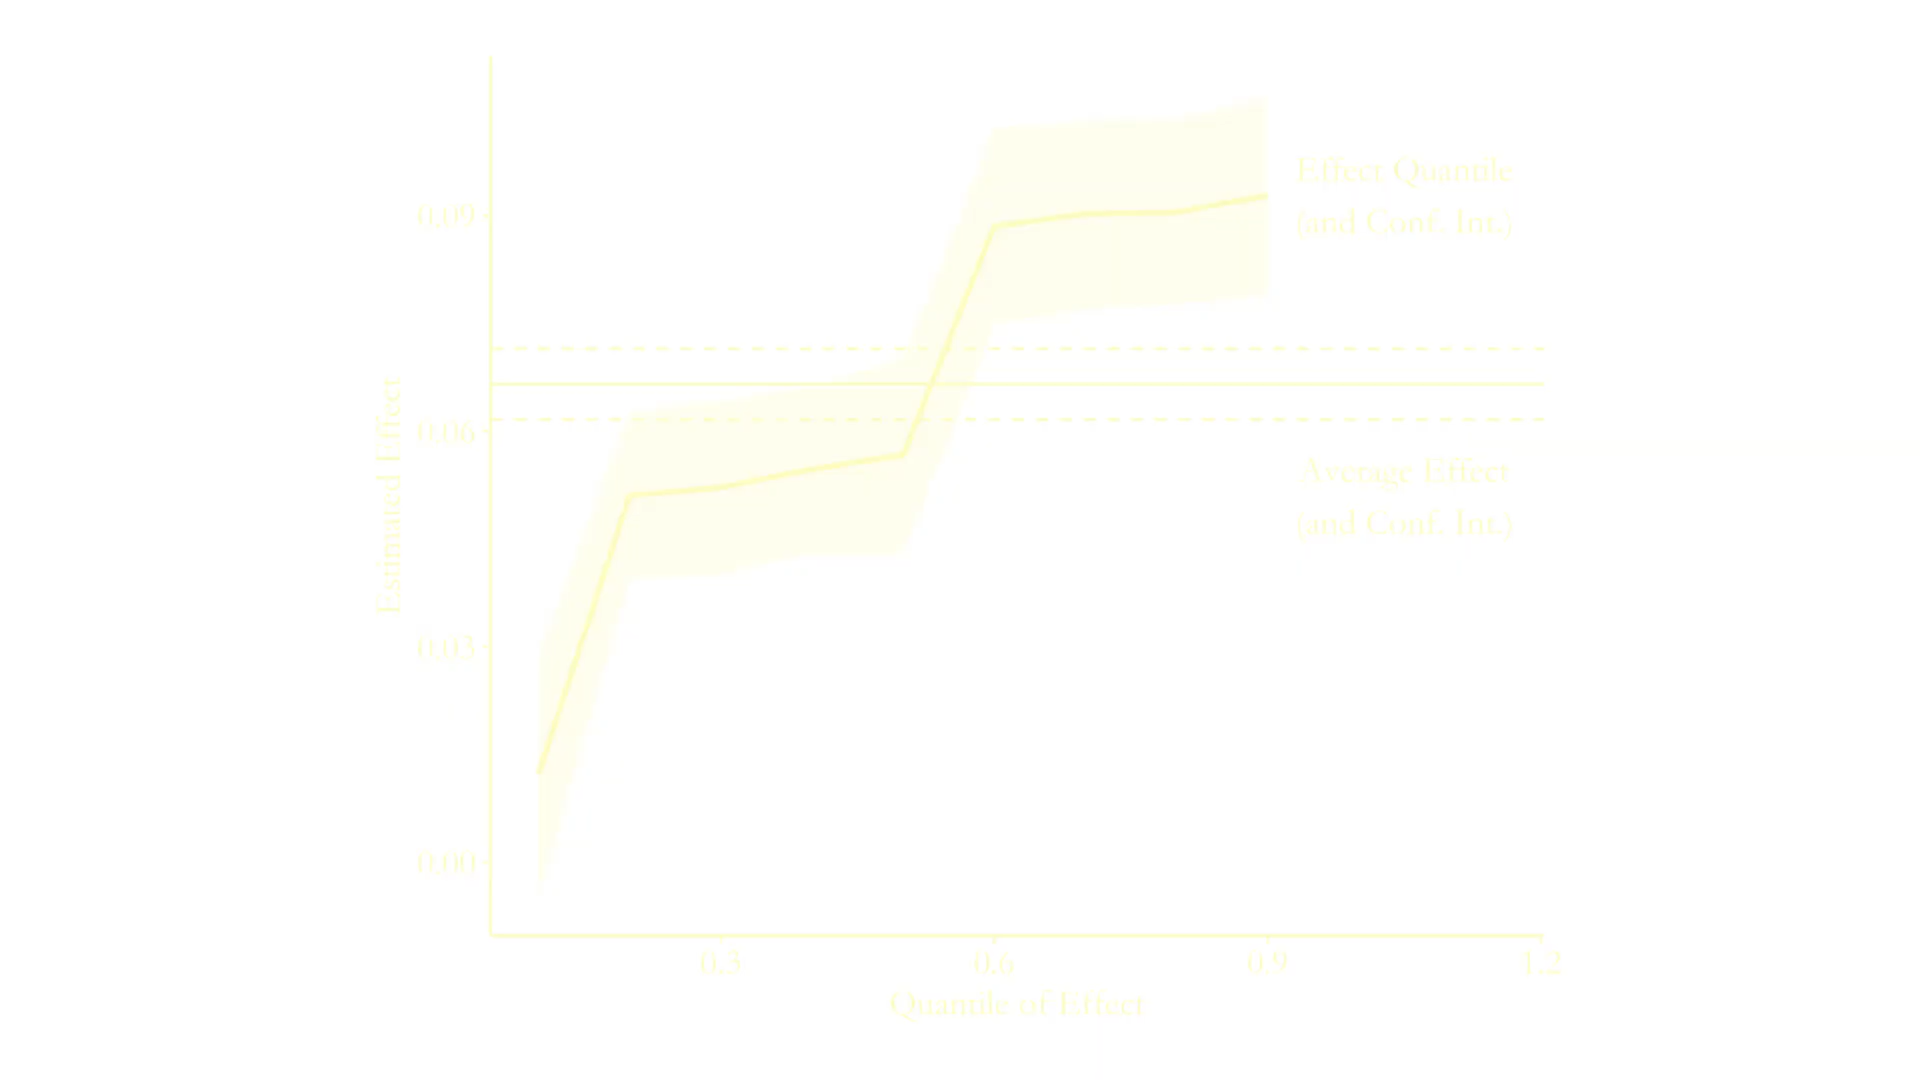 Effect Quantile
(and Conf. Int.)
Average Effect
(and Conf. Int.)
Estimated Effect
0.09
0.06
0.03
0.00
0.3
0.6
0.9
1.2
Quantile of Effect